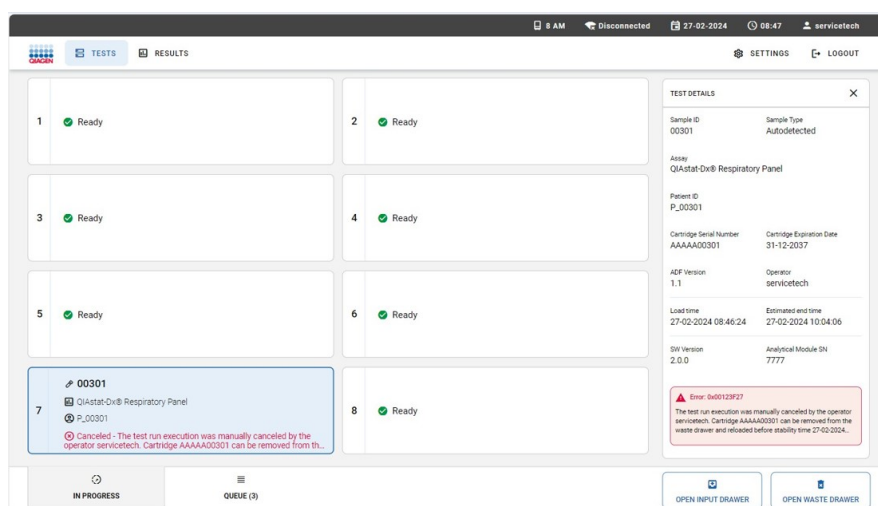 8 AM Disconnected 27-02-2024 08:47 servicetech
QIAGEN TESTS RESULTS SETTINGS LOGOUT
1 Ready
2 Ready
3 Ready
4 Ready
5 Ready
6 Ready
7
00301
QIAstat-Dx® Respiratory Panel
P_00301
Canceled - The test run execution was manually canceled by the
operator servicetech. Cartridge AAAAA00301 can be removed from th...
8 Ready
TEST DETAILS
Sample ID Sample Type
00301 Autodetected
Assay
QIAstat-Dx® Respiratory Panel
Patient ID
P_00301
Cartridge Serial Number Cartridge Expiration Date
AAAAA00301 31-12-2037
ADF Version Operator
1.1 servicetech
Load time Estimated end time
27-02-2024 08:46:24 27-02-2024 10:04:06
SW Version Analytical Module SN
2.0.0 7777
Error: 0x00123F27
The test run execution was manually canceled by the operator
servicetech. Cartridge AAAAA00301 can be removed from the
waste drawer and reloaded before stability time 27-02-2024...
IN PROGRESS QUEUE (3) OPEN INPUT DRAWER OPEN WASTE DRAWER